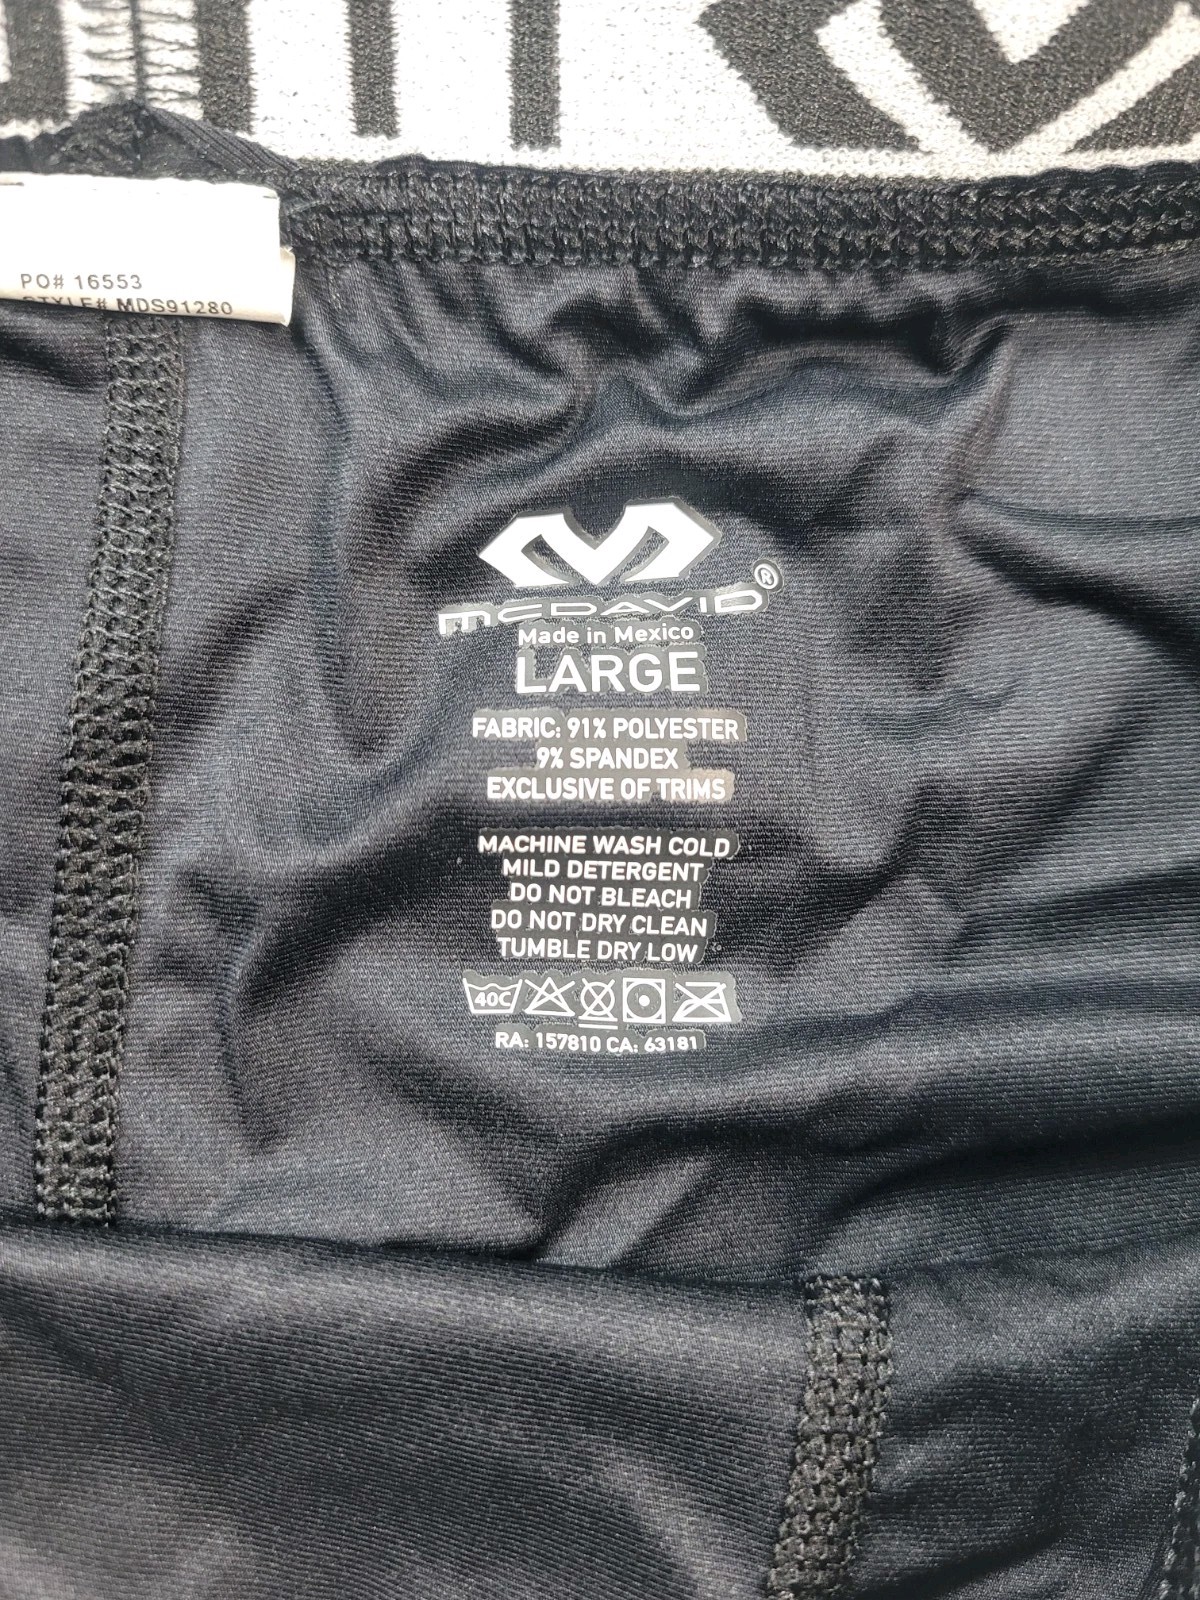 PO# 16553
STYLE# MDS91280
McDAVID®
Made in Mexico
LARGE
FABRIC: 91% POLYESTER
9% SPANDEX
EXCLUSIVE OF TRIMS
MACHINE WASH COLD
MILD DETERGENT
DO NOT BLEACH
DO NOT DRY CLEAN
TUMBLE DRY LOW
40C
RA: 157810 CA: 63181